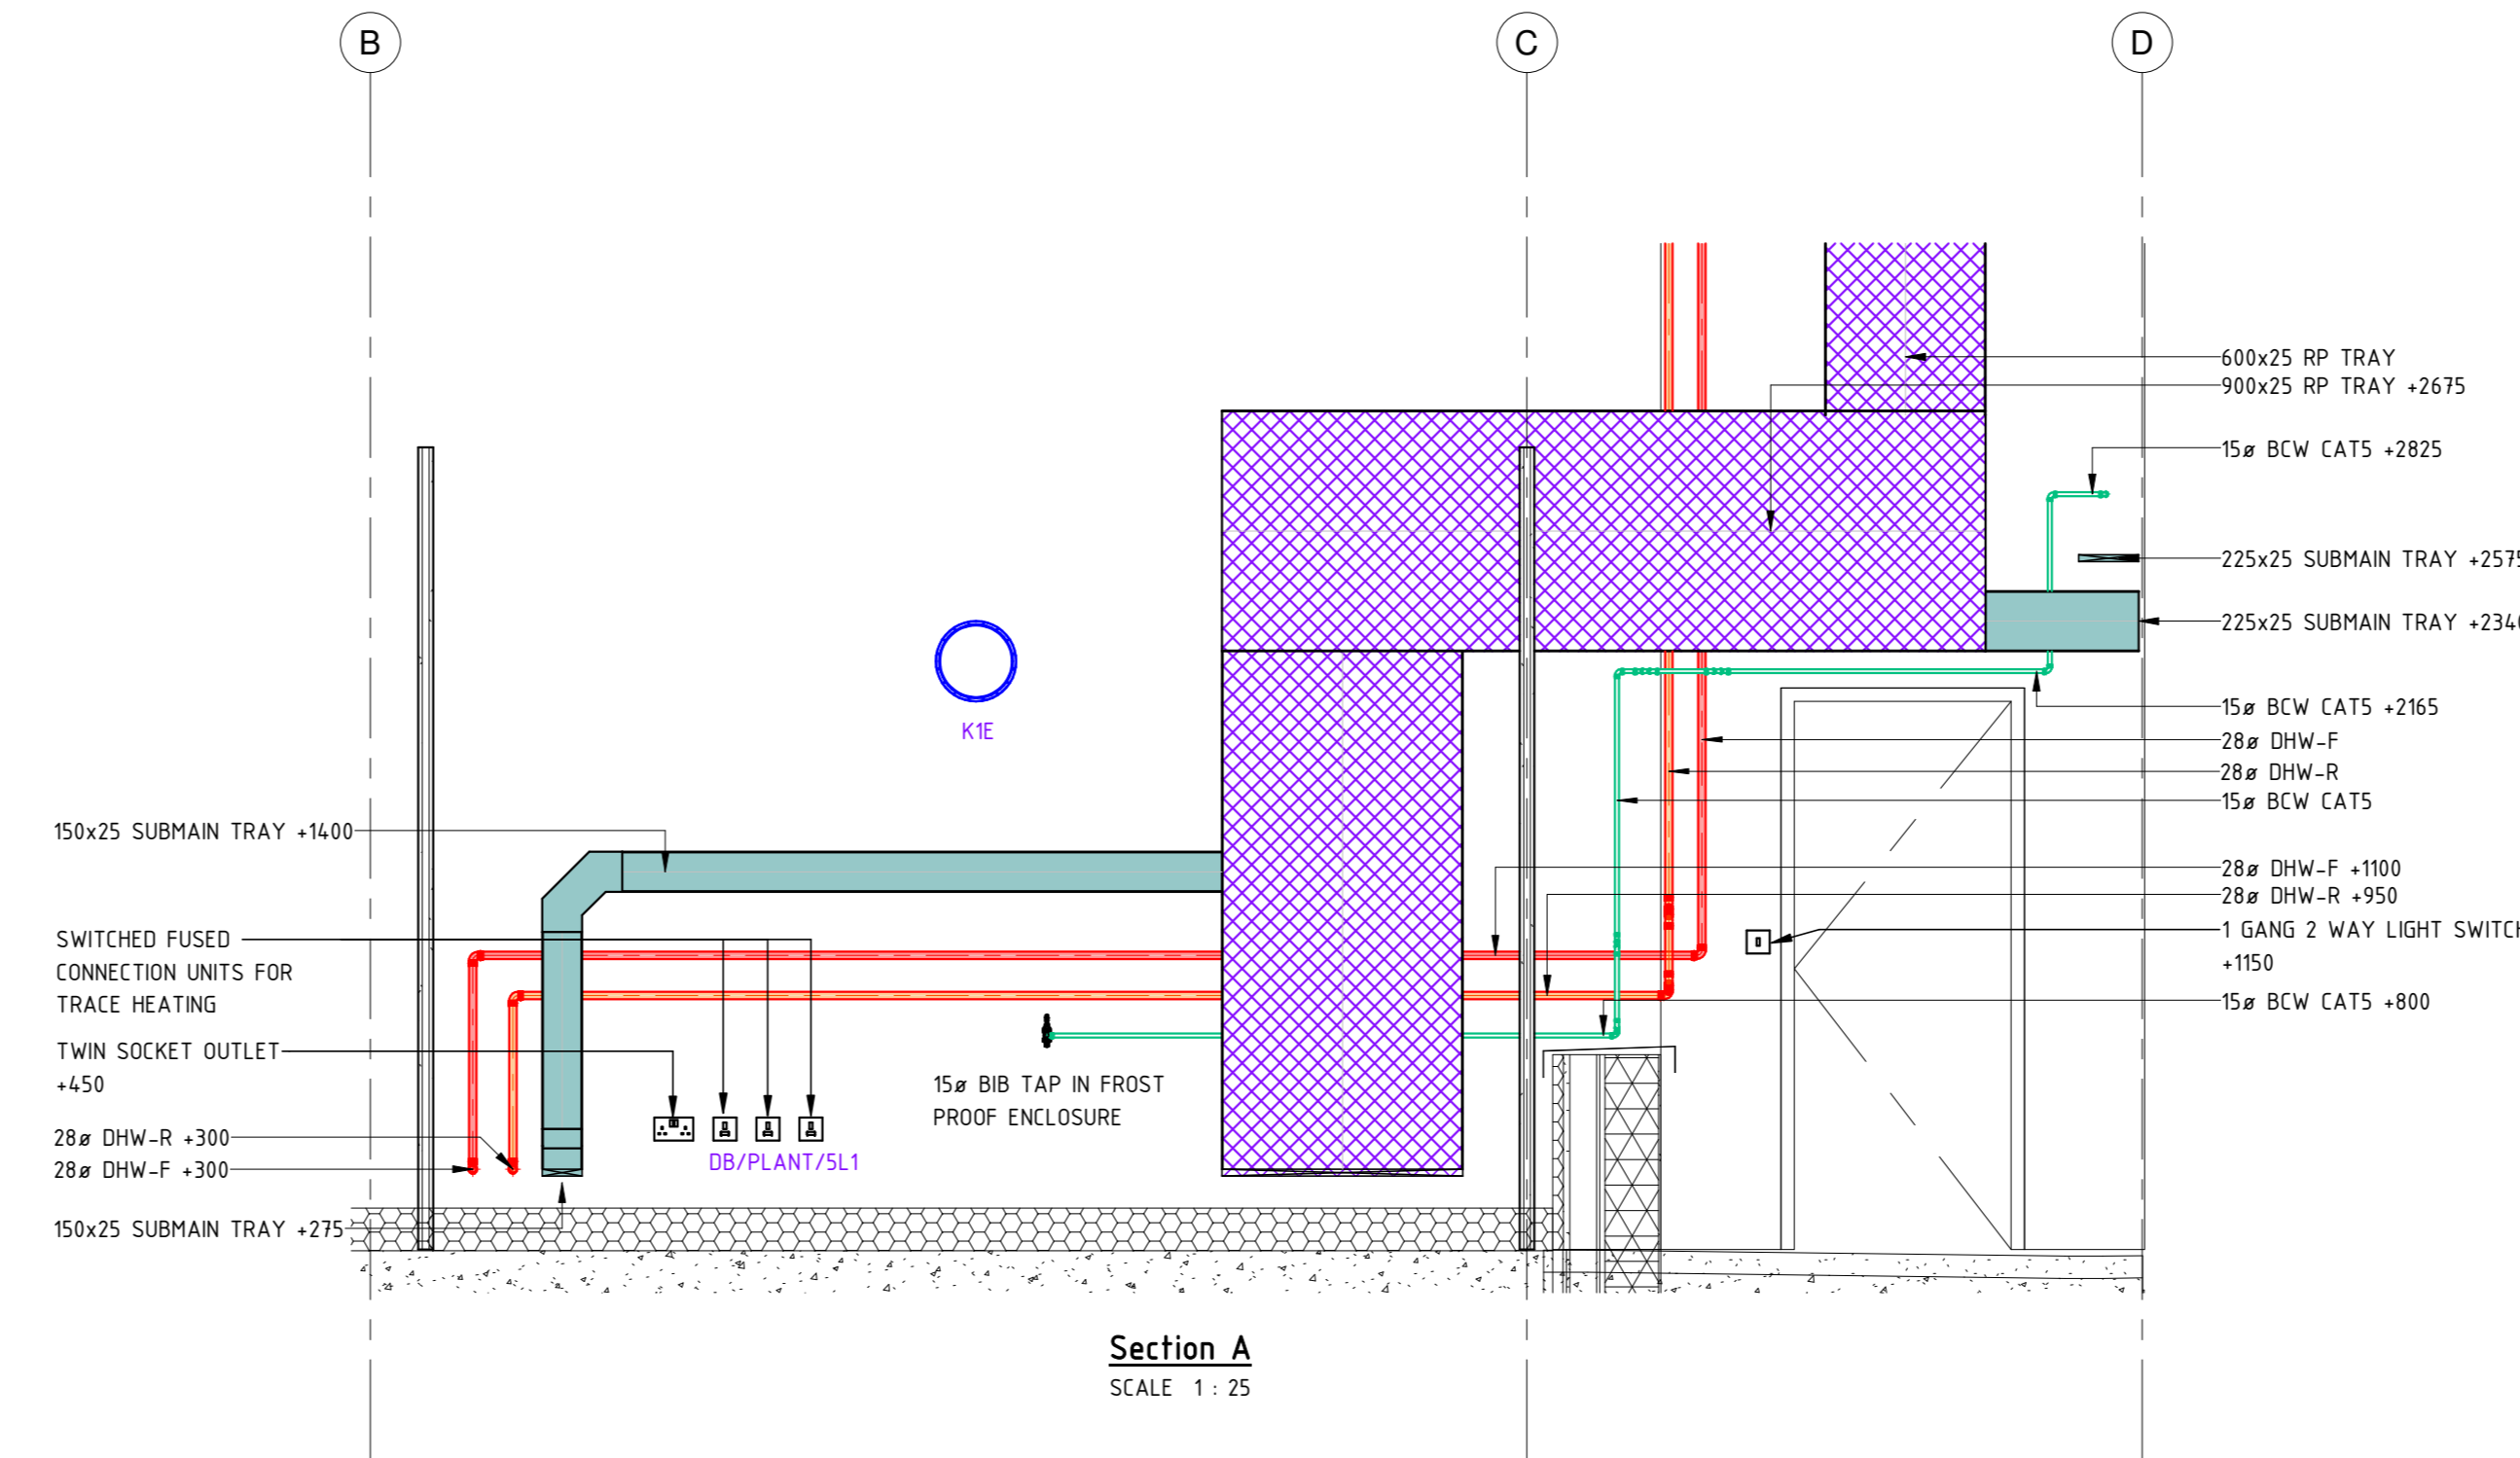 B
C
D
600x25 RP TRAY
900x25 RP TRAY +2675
15ø BCW CAT5 +2825
225x25 SUBMAIN TRAY +2575
225x25 SUBMAIN TRAY +2340
15ø BCW CAT5 +2165
28ø DHW-F
28ø DHW-R
15ø BCW CAT5
28ø DHW-F +1100
28ø DHW-R +950
1 GANG 2 WAY LIGHT SWITCH
+1150
15ø BCW CAT5 +800
K1E
150x25 SUBMAIN TRAY +1400
SWITCHED FUSED
CONNECTION UNITS FOR
TRACE HEATING
TWIN SOCKET OUTLET
+450
28ø DHW-R +300
28ø DHW-F +300
150x25 SUBMAIN TRAY +275
DB/PLANT/5L1
15ø BIB TAP IN FROST
PROOF ENCLOSURE
Section A
SCALE 1 : 25